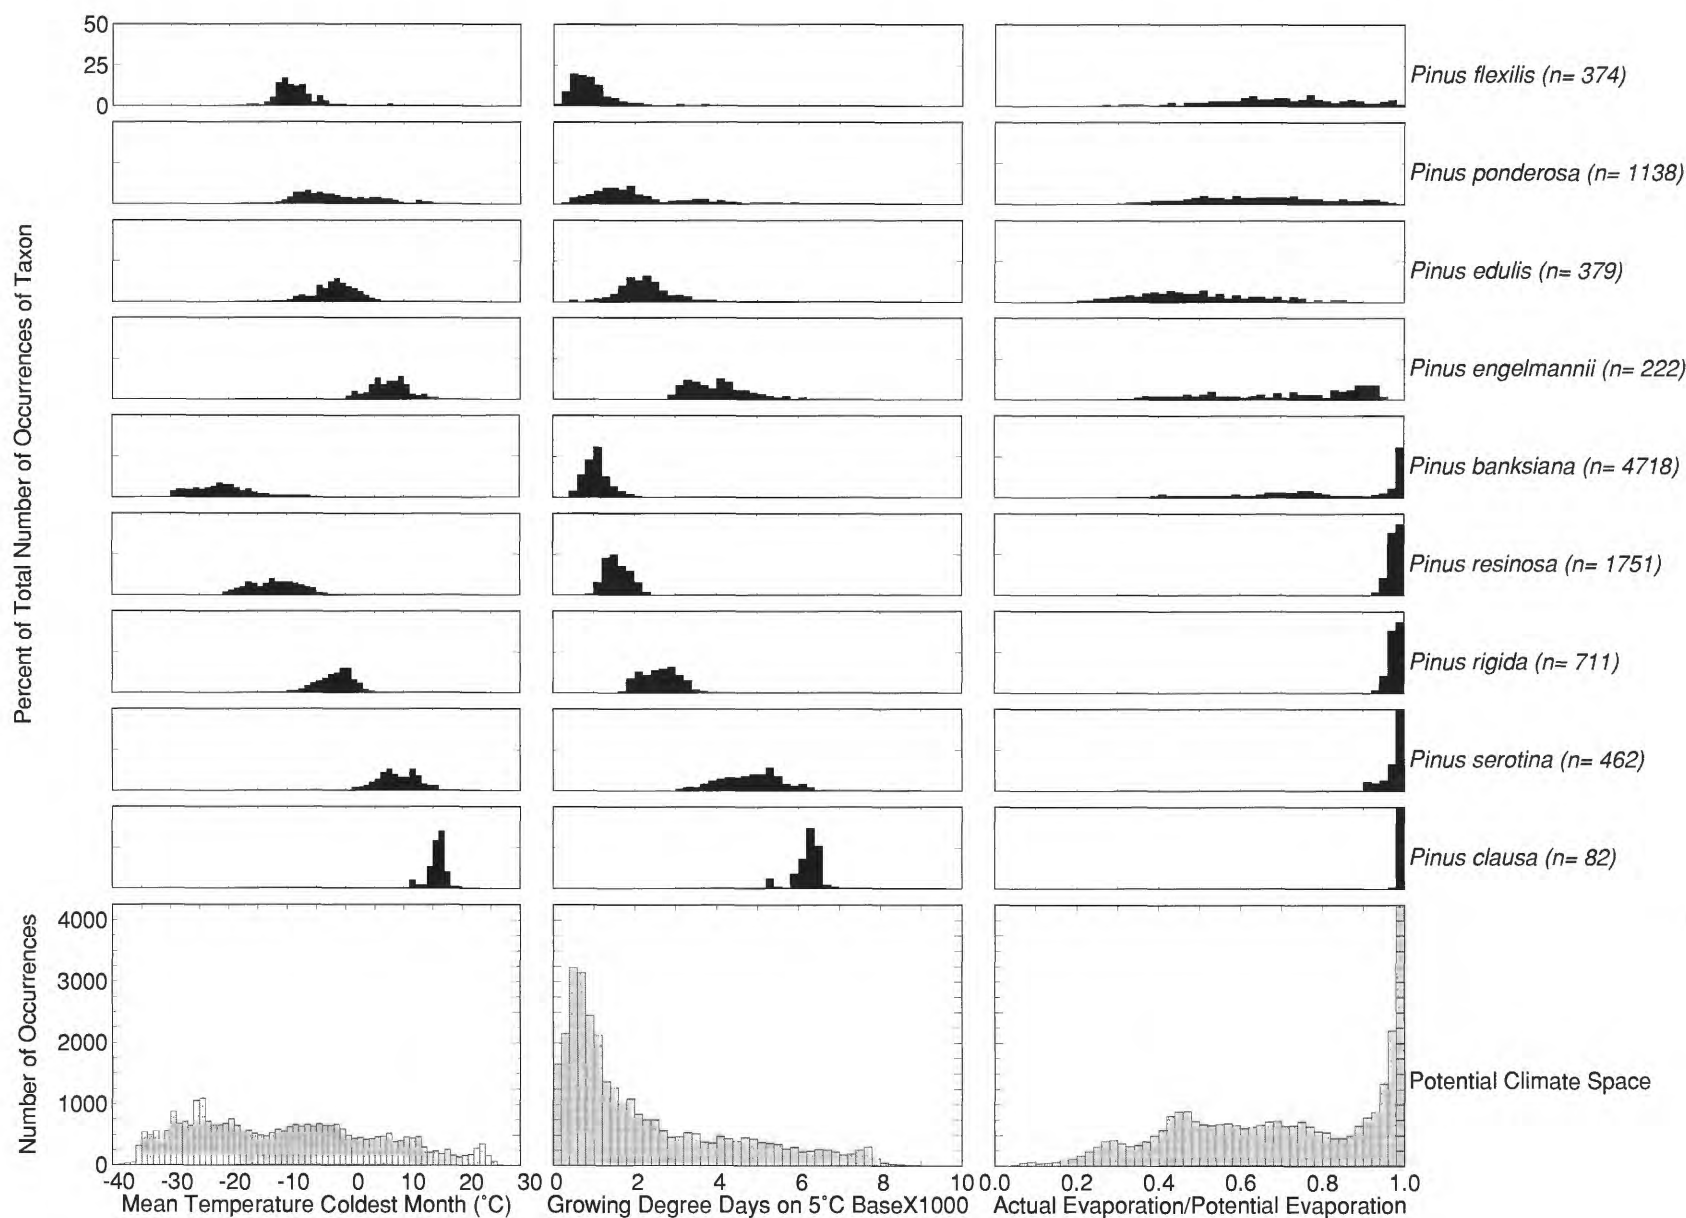 Percent of Total Number of Occurrences of Taxon
50
25
0
Pinus flexilis (n= 374)
Pinus ponderosa (n= 1138)
Pinus edulis (n= 379)
Pinus engelmannii (n= 222)
Pinus banksiana (n= 4718)
Pinus resinosa (n= 1751)
Pinus rigida (n= 711)
Pinus serotina (n= 462)
Pinus clausa (n= 82)
Number of Occurrences
4000
3000
2000
1000
0
Potential Climate Space
-40 -30 -20 -10 0 10 20 30
0 2 4 6 8 10
0.0 0.2 0.4 0.6 0.8 1.0
Mean Temperature Coldest Month (°C)
Growing Degree Days on 5°C BaseX1000
Actual Evaporation/Potential Evaporation